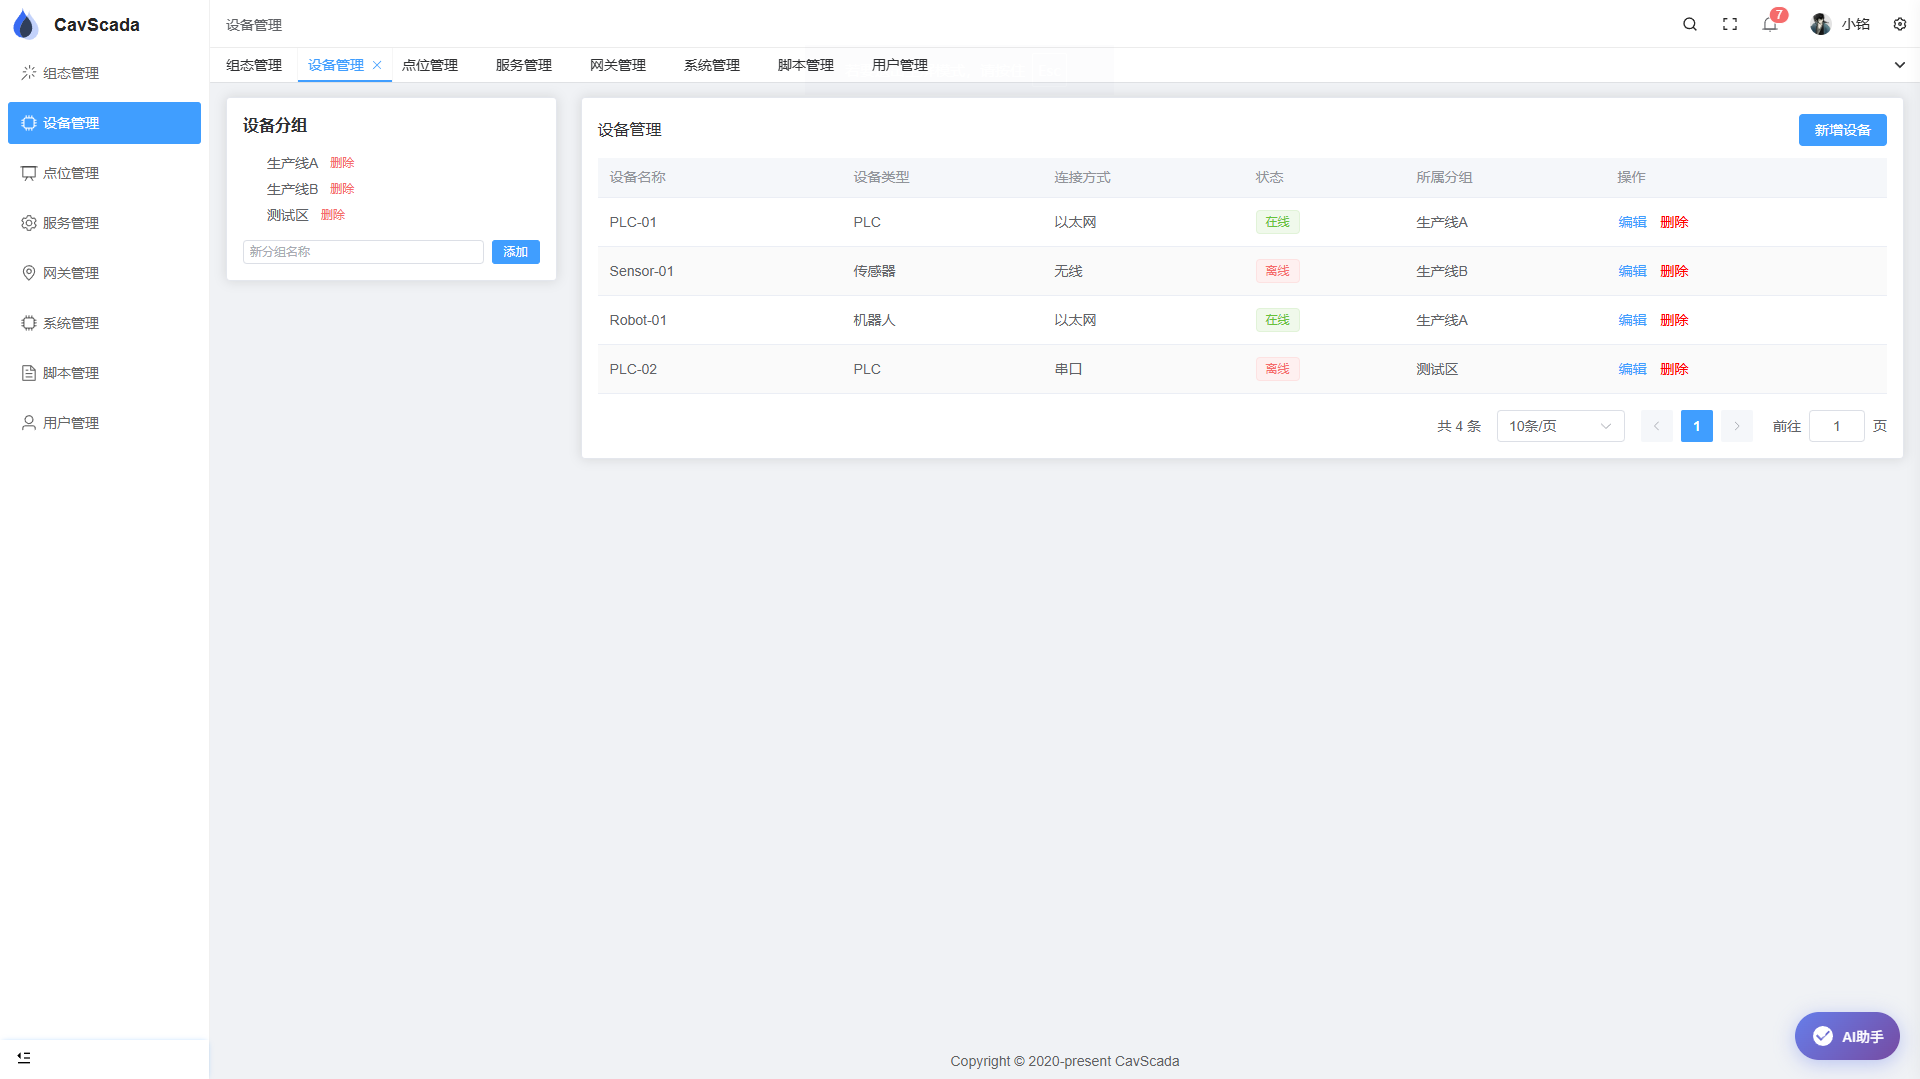 CavScada
设备管理
7
小铭
组态管理
设备管理
点位管理
服务管理
网关管理
系统管理
脚本管理
用户管理
组态管理
设备管理
点位管理
服务管理
网关管理
系统管理
脚本管理
用户管理
设备分组
生产线A 删除
生产线B 删除
测试区 删除
新分组名称 添加
设备管理 新增设备
设备名称 设备类型 连接方式 状态 所属分组 操作
PLC-01 PLC 以太网 在线 生产线A 编辑 删除
Sensor-01 传感器 无线 离线 生产线B 编辑 删除
Robot-01 机器人 以太网 在线 生产线A 编辑 删除
PLC-02 PLC 串口 离线 测试区 编辑 删除
共 4 条 10条/页 1 前往 1 页
AI助手
Copyright © 2020-present CavScada